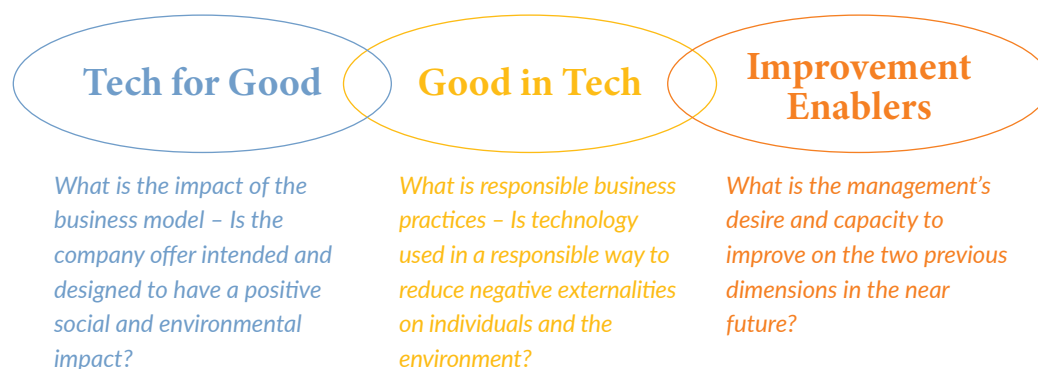 Tech for Good
What is the impact of the
business model – Is the
company offer intended and
designed to have a positive
social and environmental
impact?
Good in Tech
What is responsible business
practices – Is technology
used in a responsible way to
reduce negative externalities
on individuals and the
environment?
Improvement
Enablers
What is the management’s
desire and capacity to
improve on the two previous
dimensions in the near
future?